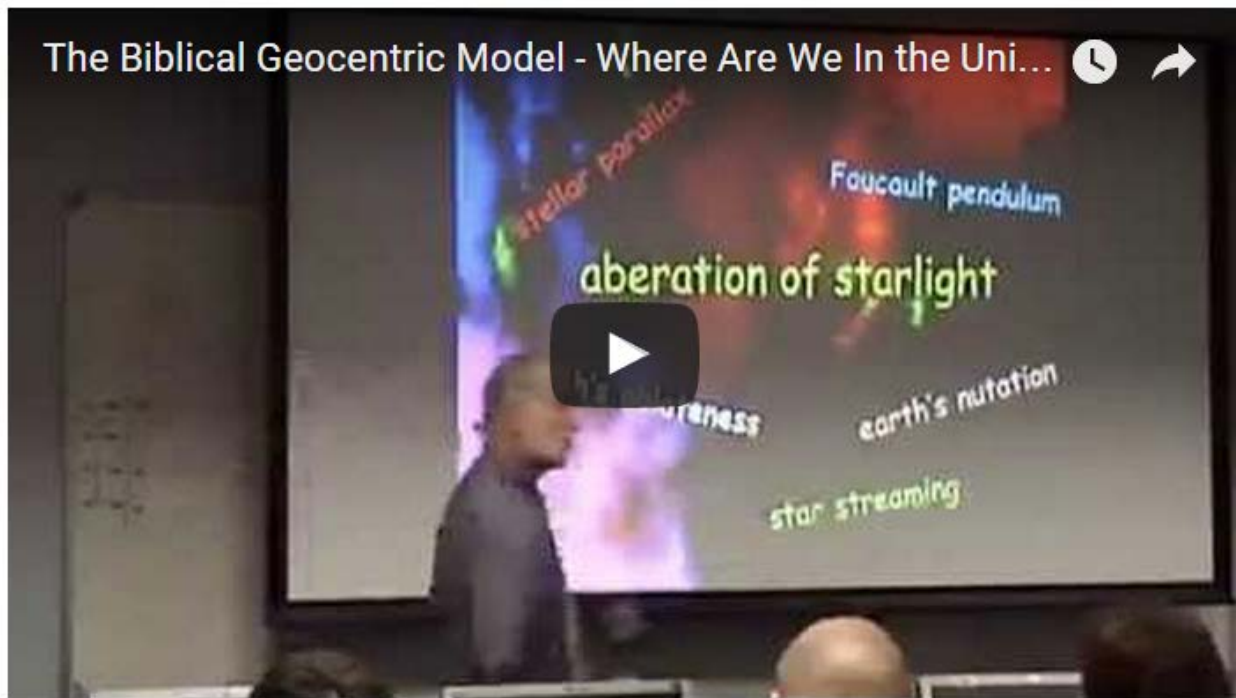 The Biblical Geocentric Model - Where Are We In the Uni...
stellar parallax
Foucault pendulum
aberation of starlight
earth's nutation
star streaming